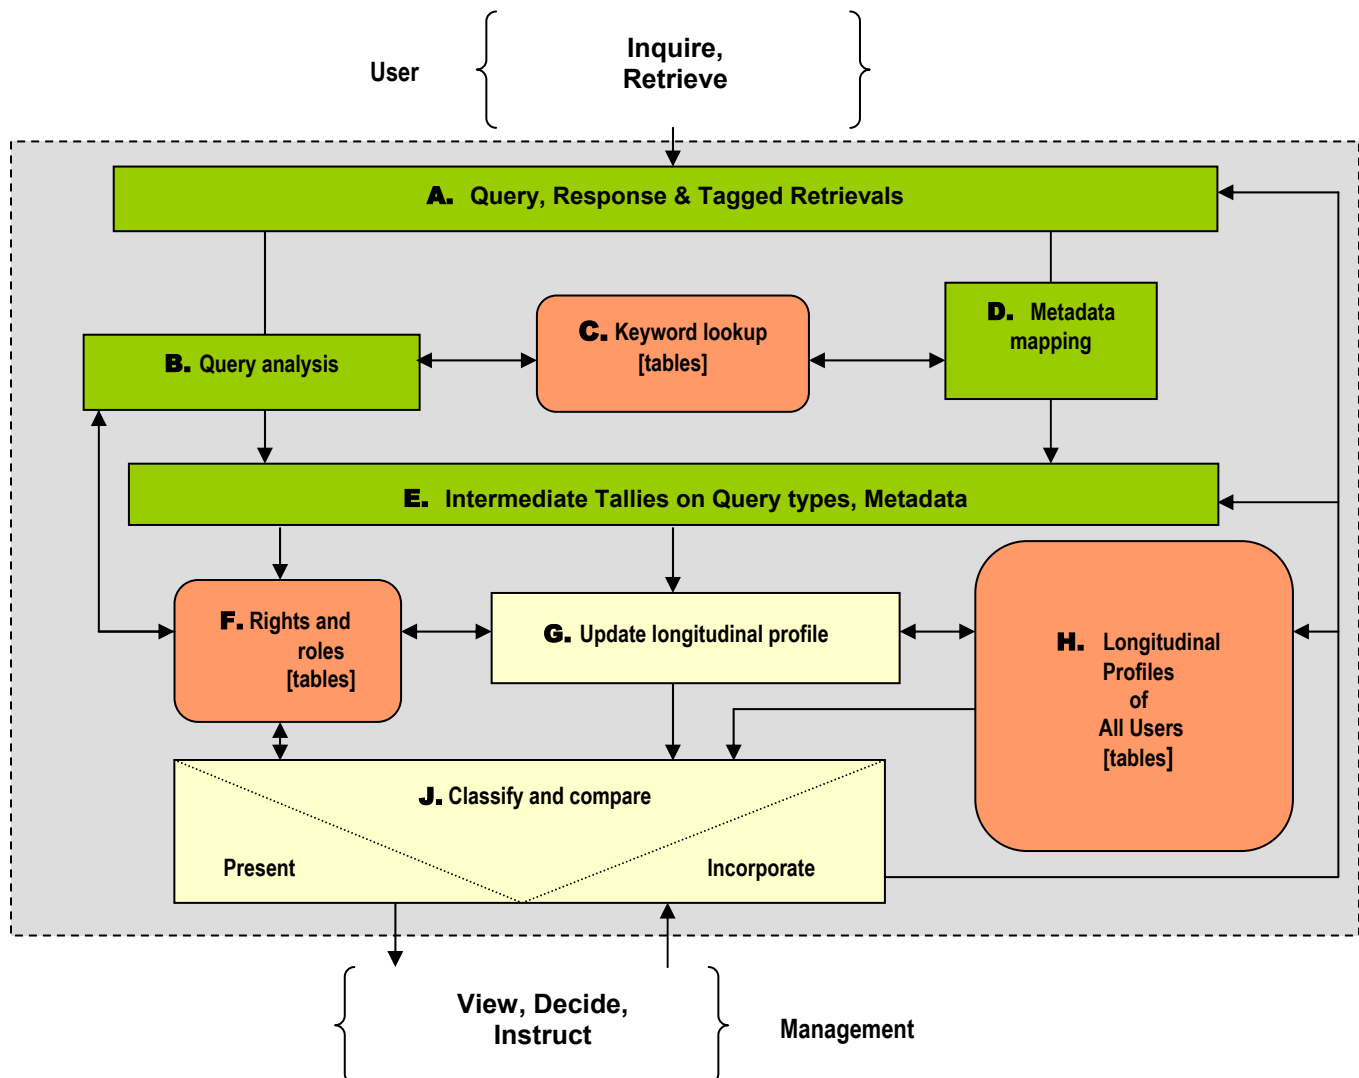 User
Inquire,
Retrieve
A. Query, Response & Tagged Retrievals
B. Query analysis
C. Keyword lookup
[tables]
D. Metadata
mapping
E. Intermediate Tallies on Query types, Metadata
F. Rights and
roles
[tables]
G. Update longitudinal profile
H. Longitudinal
Profiles
of
All Users
[tables]
J. Classify and compare
Present
Incorporate
View, Decide,
Instruct
Management